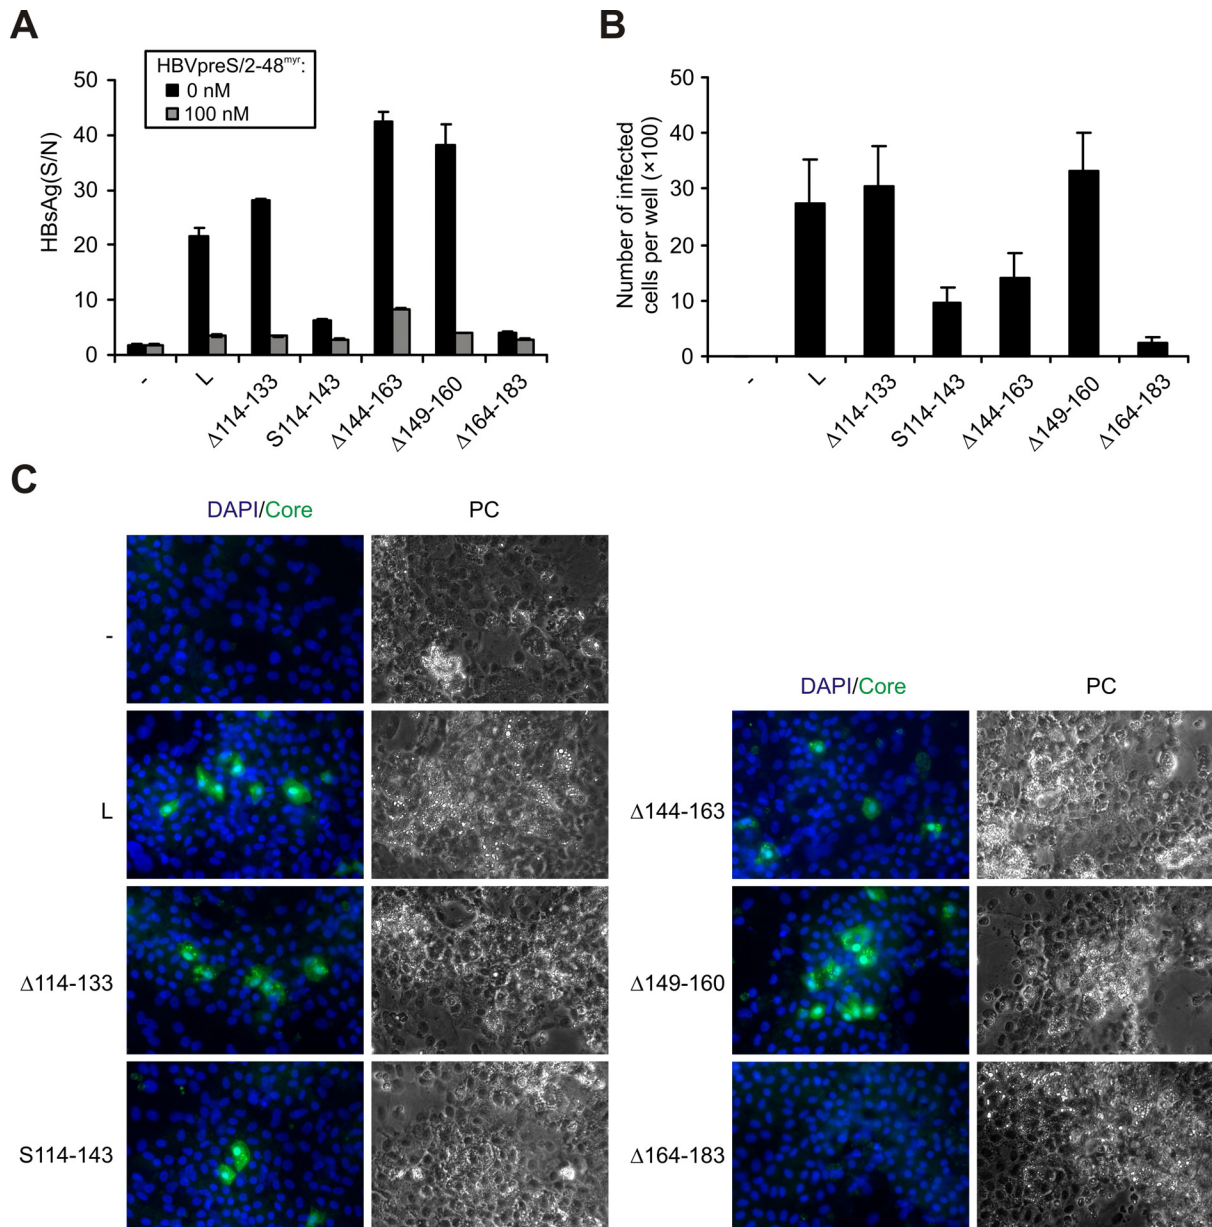 A
HBVpreS/2-48myr:
0 nM
100 nM
HBsAg(S/N)
50
40
30
20
10
0
-
L
Δ114-133
S114-143
Δ144-163
Δ149-160
Δ164-183
B
Number of infected
cells per well (×100)
50
40
30
20
10
0
-
L
Δ114-133
S114-143
Δ144-163
Δ149-160
Δ164-183
C
DAPI/Core PC
-
L
Δ114-133
S114-143
DAPI/Core PC
Δ144-163
Δ149-160
Δ164-183